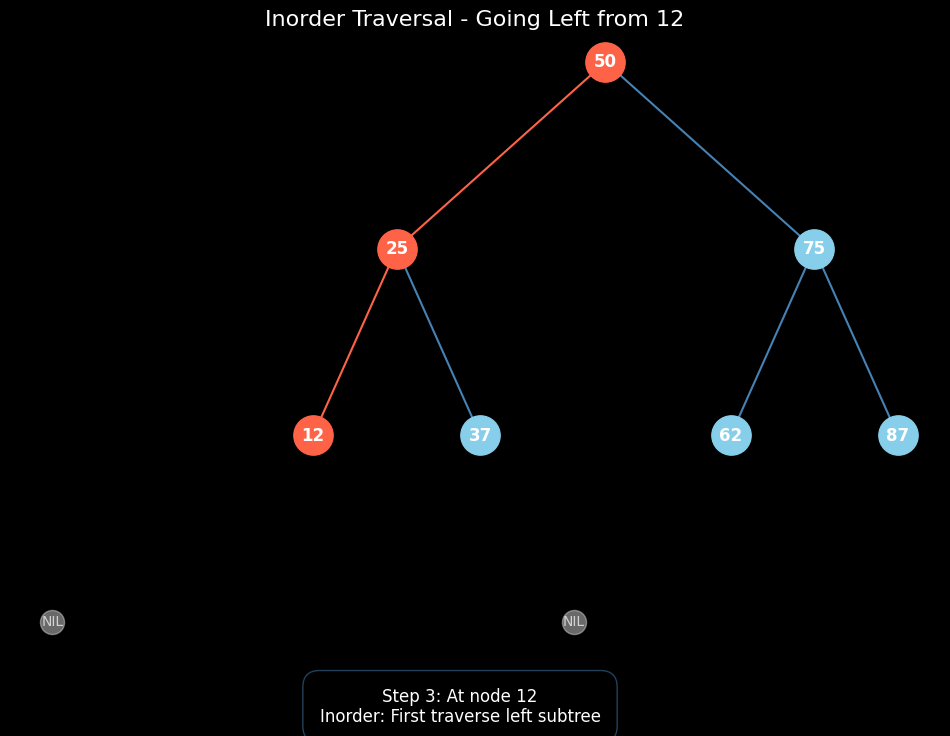 Inorder Traversal - Going Left from 12
50
25
75
12
37
62
87
NIL
NIL
Step 3: At node 12
Inorder: First traverse left subtree